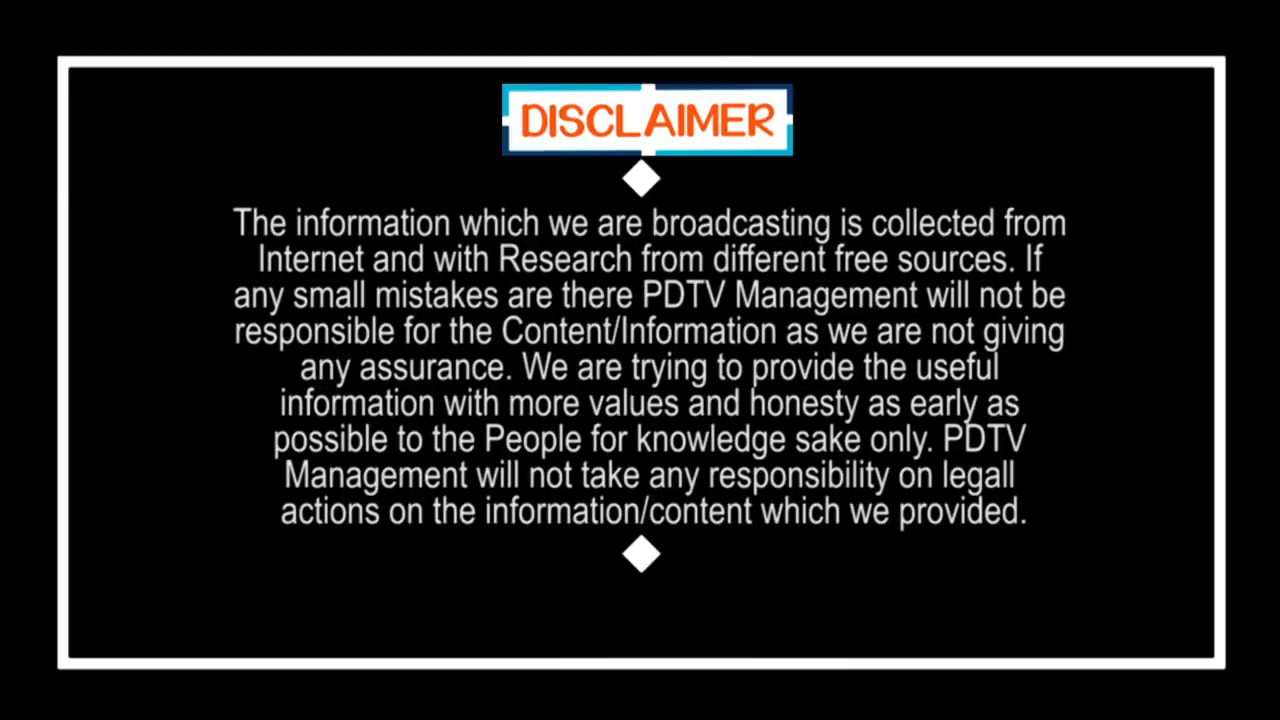 DISCLAIMER
The information which we are broadcasting is collected from
Internet and with Research from different free sources. If
any small mistakes are there PDTV Management will not be
responsible for the Content/Information as we are not giving
any assurance. We are trying to provide the useful
information with more values and honesty as early as
possible to the People for knowledge sake only. PDTV
Management will not take any responsibility on legall
actions on the information/content which we provided.